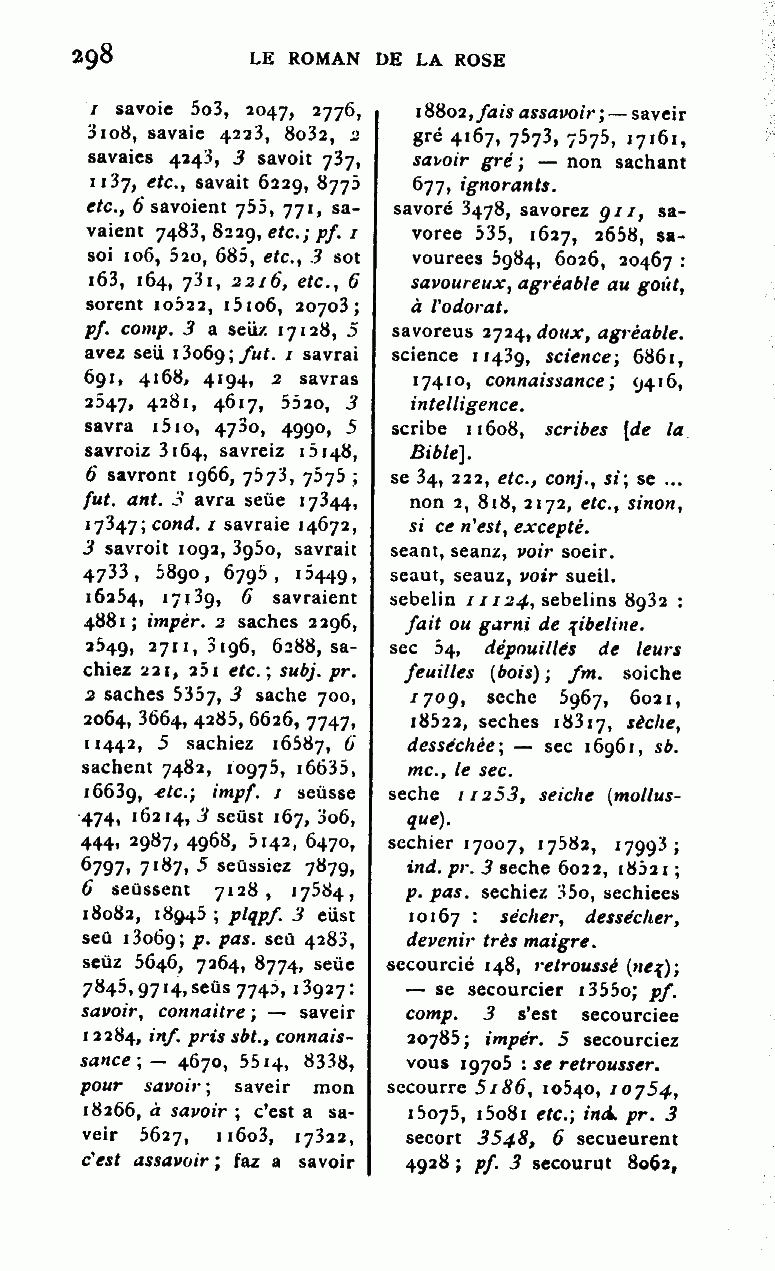 298 LE ROMAN DE LA ROSE
1 savoie 503, 2047, 2776,
3108, savaie 4223, 8032, 2
savaies 4243, 3 savoit 737,
1137, etc., savait 6229, 8775
etc., 6 savoient 755, 771, sa-
vaient 7483, 8229, etc.; pf. 1
soi 106, 520, 685, etc., 3 sot
163, 164, 731, 2216, etc., 6
sorent 10522, 15106, 20703;
pf. comp. 3 a seüz 17128, 5
avez seü 13069; fut. 1 savrai
691, 4168, 4194, 2 savras
2547, 4281, 4617, 5520, 3
savra 1510, 4730, 4990, 5
savroiz 3164, savreiz 15148,
6 savront 1966, 7573, 7575;
fut. ant. 3 avra seüe 17344,
17347; cond. 1 savraie 14672,
3 savroit 1092, 3950, savrait
4733, 5890, 6795, 15449,
16254, 17139, 6 savraient
4881; impér. 2 saches 2296,
2549, 2711, 3196, 6288, sa-
chiez 221, 251 etc.; subj. pr.
2 saches 5357, 3 sache 700,
2064, 3664, 4285, 6626, 7747,
11442, 5 sachiez 16587, 6
sachent 7482, 10975, 16635,
16639, etc.; impf. 1 seüsse
474, 16214, 3 seüst 167, 306,
444, 2987, 4968, 5142, 6470,
6797, 7187, 5 seüssiez 7879,
6 seüssent 7128, 17584,
18082, 18945; plqpf. 3 eüst
seü 13069; p. pas. seü 4283,
seüz 5646, 7264, 8774, seüe
7845, 9714, seüs 7745, 13927:
savoir, connaitre; — saveir
12284, inf. pris sbt., connais-
sance; — 4670, 5514, 8338,
pour savoir; saveir mon
18266, à savoir; c'est a sa-
veir 5627, 11603, 17322,
c'est assavoir; faz a savoir
18802, fais assavoir; — saveir
gré 4167, 7573, 7575, 17161,
savoir gré; — non sachant
677, ignorants.
savoré 3478, savorez 911, sa-
voree 535, 1627, 2658, sa-
vourees 5984, 6026, 20467:
savoureux, agréable au goût,
à l'odorat.
savoreus 2724, doux, agréable.
science 11439, science; 6861,
17410, connaissance; 9416,
intelligence.
scribe 11608, scribes [de la
Bible].
se 34, 222, etc., conj., si; se ...
non 2, 818, 2172, etc., sinon,
si ce n'est, excepté.
seant, seanz, voir soeir.
seaut, seauz, voir sueil.
sebelin 11124, sebelins 8932:
fait ou garni de zibeline.
sec 54, dépouillés de leurs
feuilles (bois); fm. soiche
1709, seche 5967, 6021,
18522, seches 18317, sèche,
desséchée; — sec 16961, sb.
mc., le sec.
seche 11253, seiche (mollus-
que).
sechier 17007, 17582, 17993;
ind. pr. 3 seche 6022, 18521;
p. pas. sechiez 350, sechiees
10167 : sécher, dessécher,
devenir très maigre.
secourcié 148, retroussé (nez);
— se secourcier 13550; pf.
comp. 3 s'est secourciee
20785; impér. 5 secourciez
vous 19705 : se retrousser.
secourre 5186, 10540, 10754,
15075, 15081 etc.; ind. pr. 3
secort 3548, 6 secueurent
4928; pf. 3 secourut 8062,